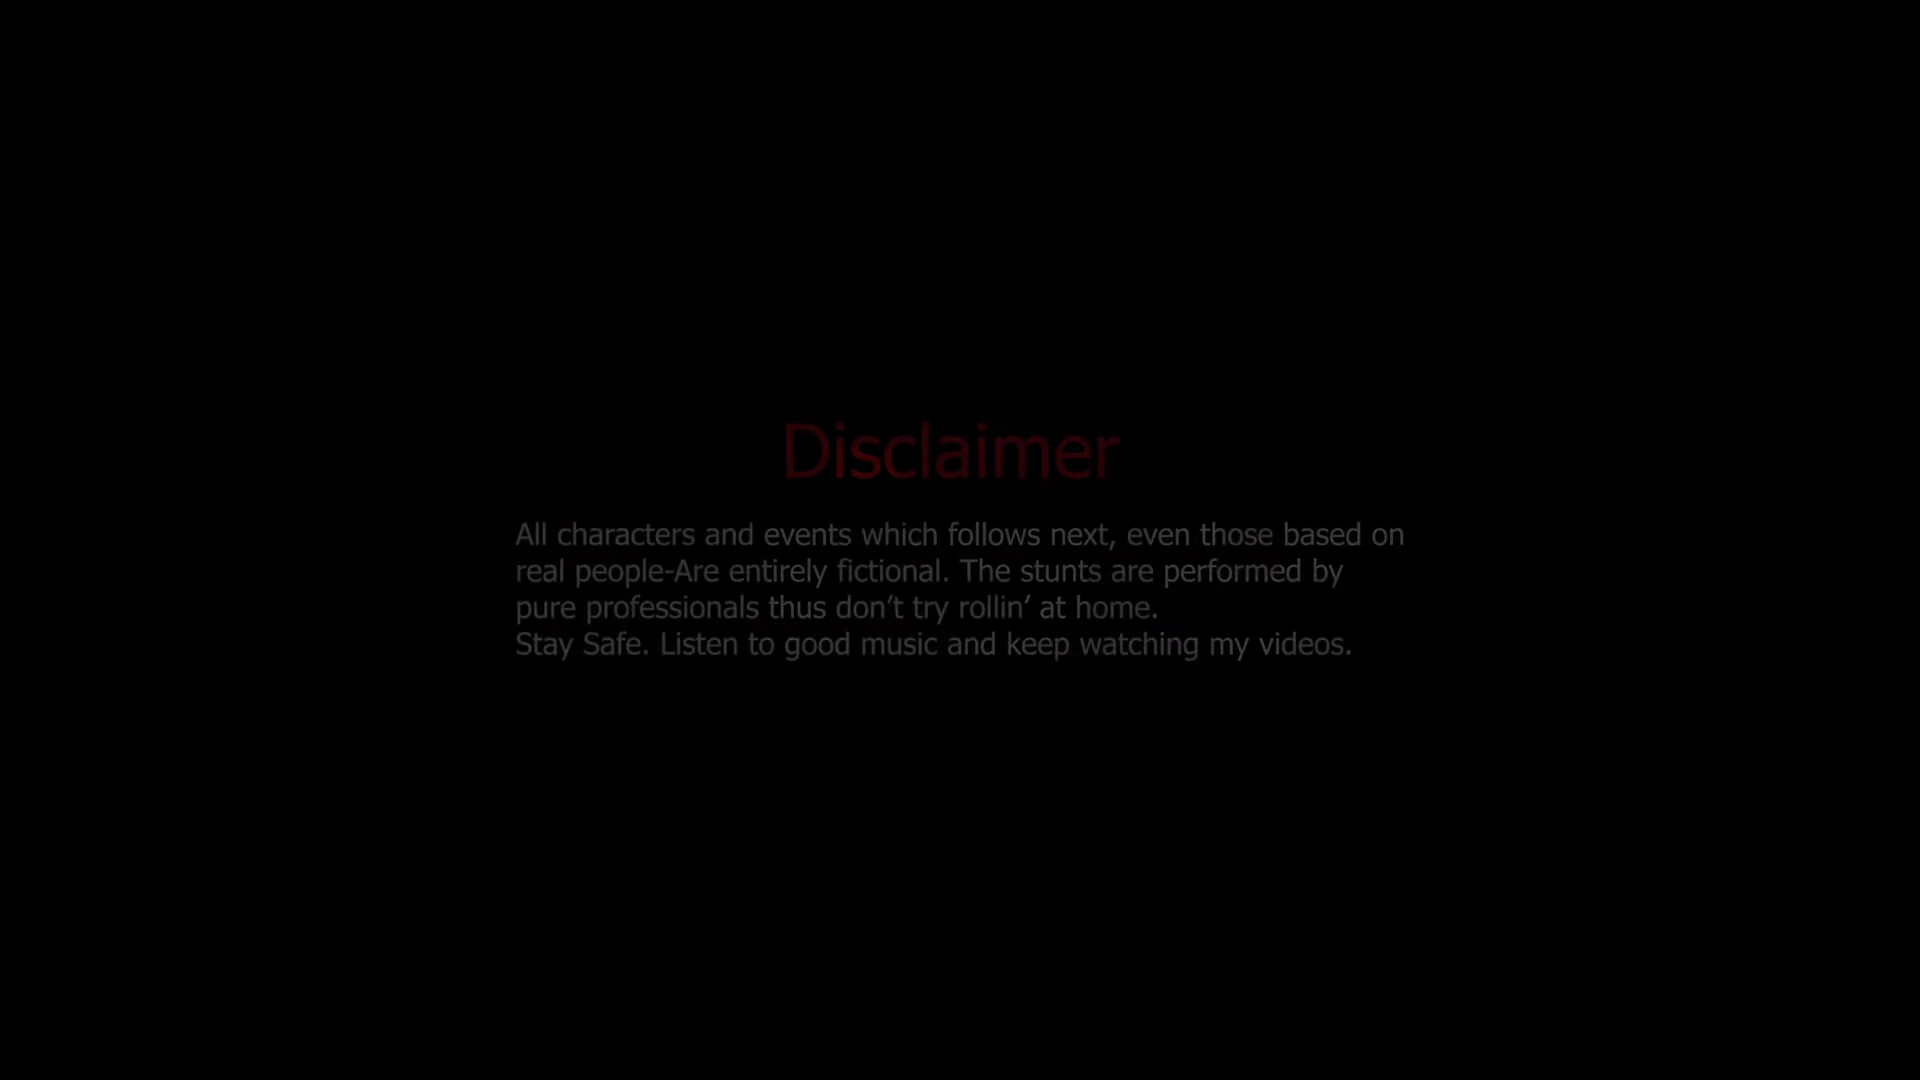 Disclaimer
All characters and events which follows next, even those based on
real people-Are entirely fictional. The stunts are performed by
pure professionals thus don’t try rollin’ at home.
Stay Safe. Listen to good music and keep watching my videos.